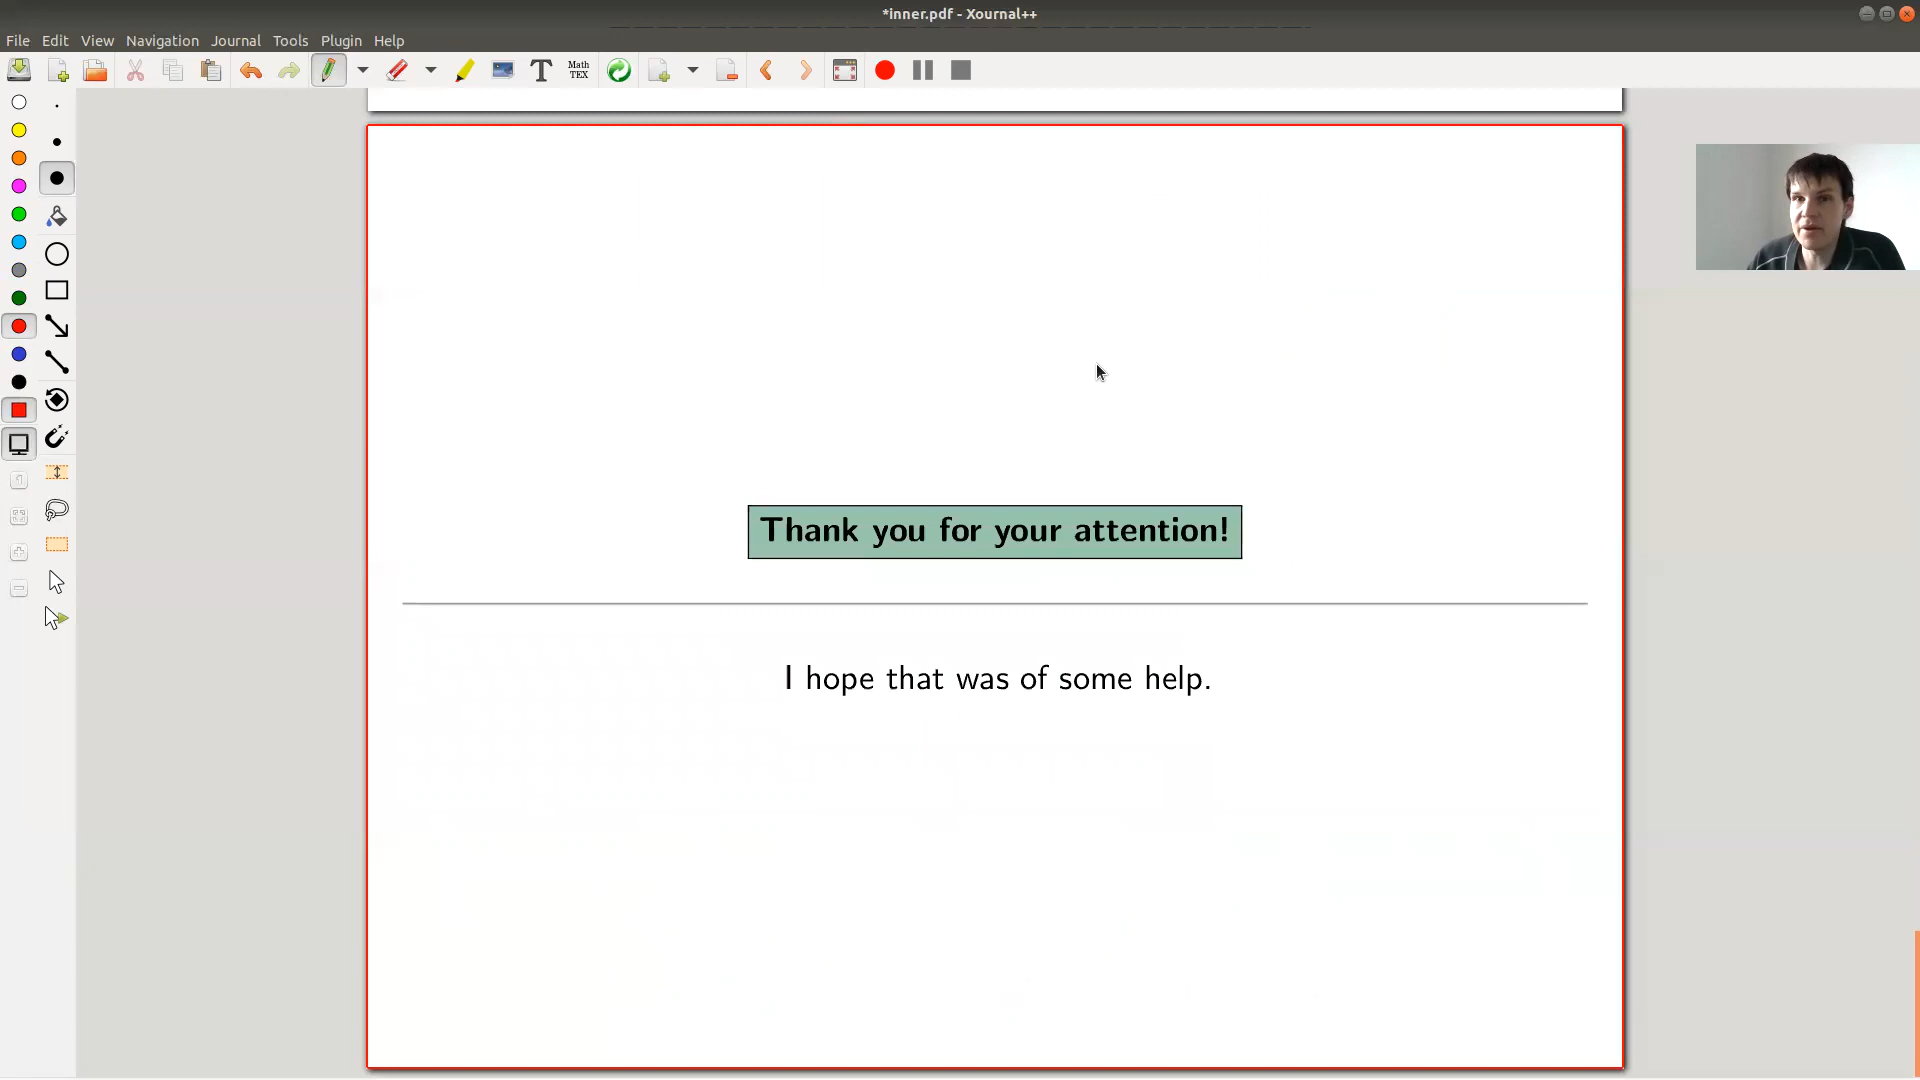 *inner.pdf - Xournal++
File Edit View Navigation Journal Tools Plugin Help
T Math TEX
Thank you for your attention!
I hope that was of some help.